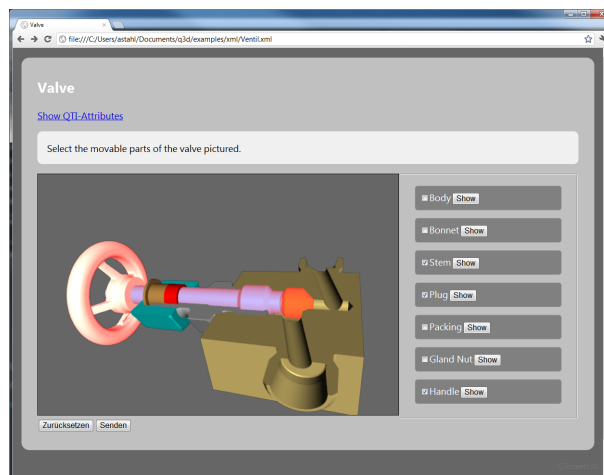 Valve
file:///C:/Users/astahl/Documents/q3d/examples/xml/Ventil.xml
Valve
Show QTI-Attributes
Select the movable parts of the valve pictured.
Body Show
Bonnet Show
Stem Show
Plug Show
Packing Show
Gland Nut Show
Handle Show
Zurücksetzen Senden